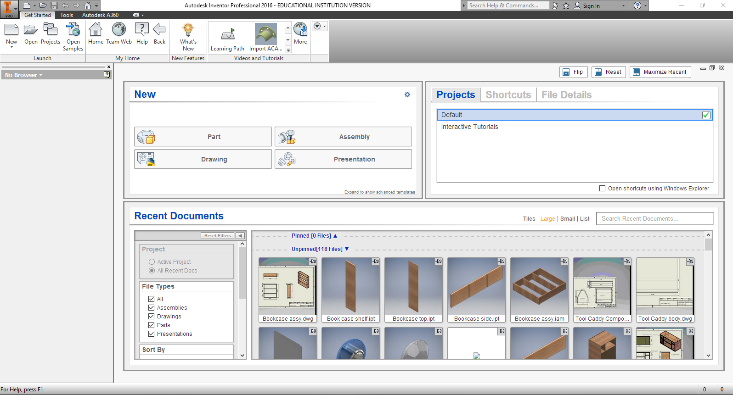 Autodesk Inventor Professional 2016 - EDUCATIONAL INSTITUTION VERSION
Search Help & Commands...
Sign In
Get Started Tools Autodesk A360
New Open Projects Open Samples Home Team Web Help Back What's New Learning Path Import ACA... More
Launch My Home New Features Videos and Tutorials
No Browser
Flip Reset Maximize Recent
New
Part Assembly
Drawing Presentation
Expand to show advanced templates
Projects Shortcuts File Details
Default
Interactive Tutorials
Open shortcuts using Windows Explorer
Recent Documents
Tiles Large | Small | List
Search Recent Documents...
Reset Filters
Project
Active Project
All Recent Docs
File Types
All
Assemblies
Drawings
Parts
Presentations
Sort By
Pinned [0 Files]
Unpinned[118 Files]
Bookcase assy.dwg Book case shelf.ipt Bookcase top.ipt Bookcase side.ipt Bookcase assy.iam Tool Caddy Compo... Tool Caddy body.dwg
For Help, press F1
0 0